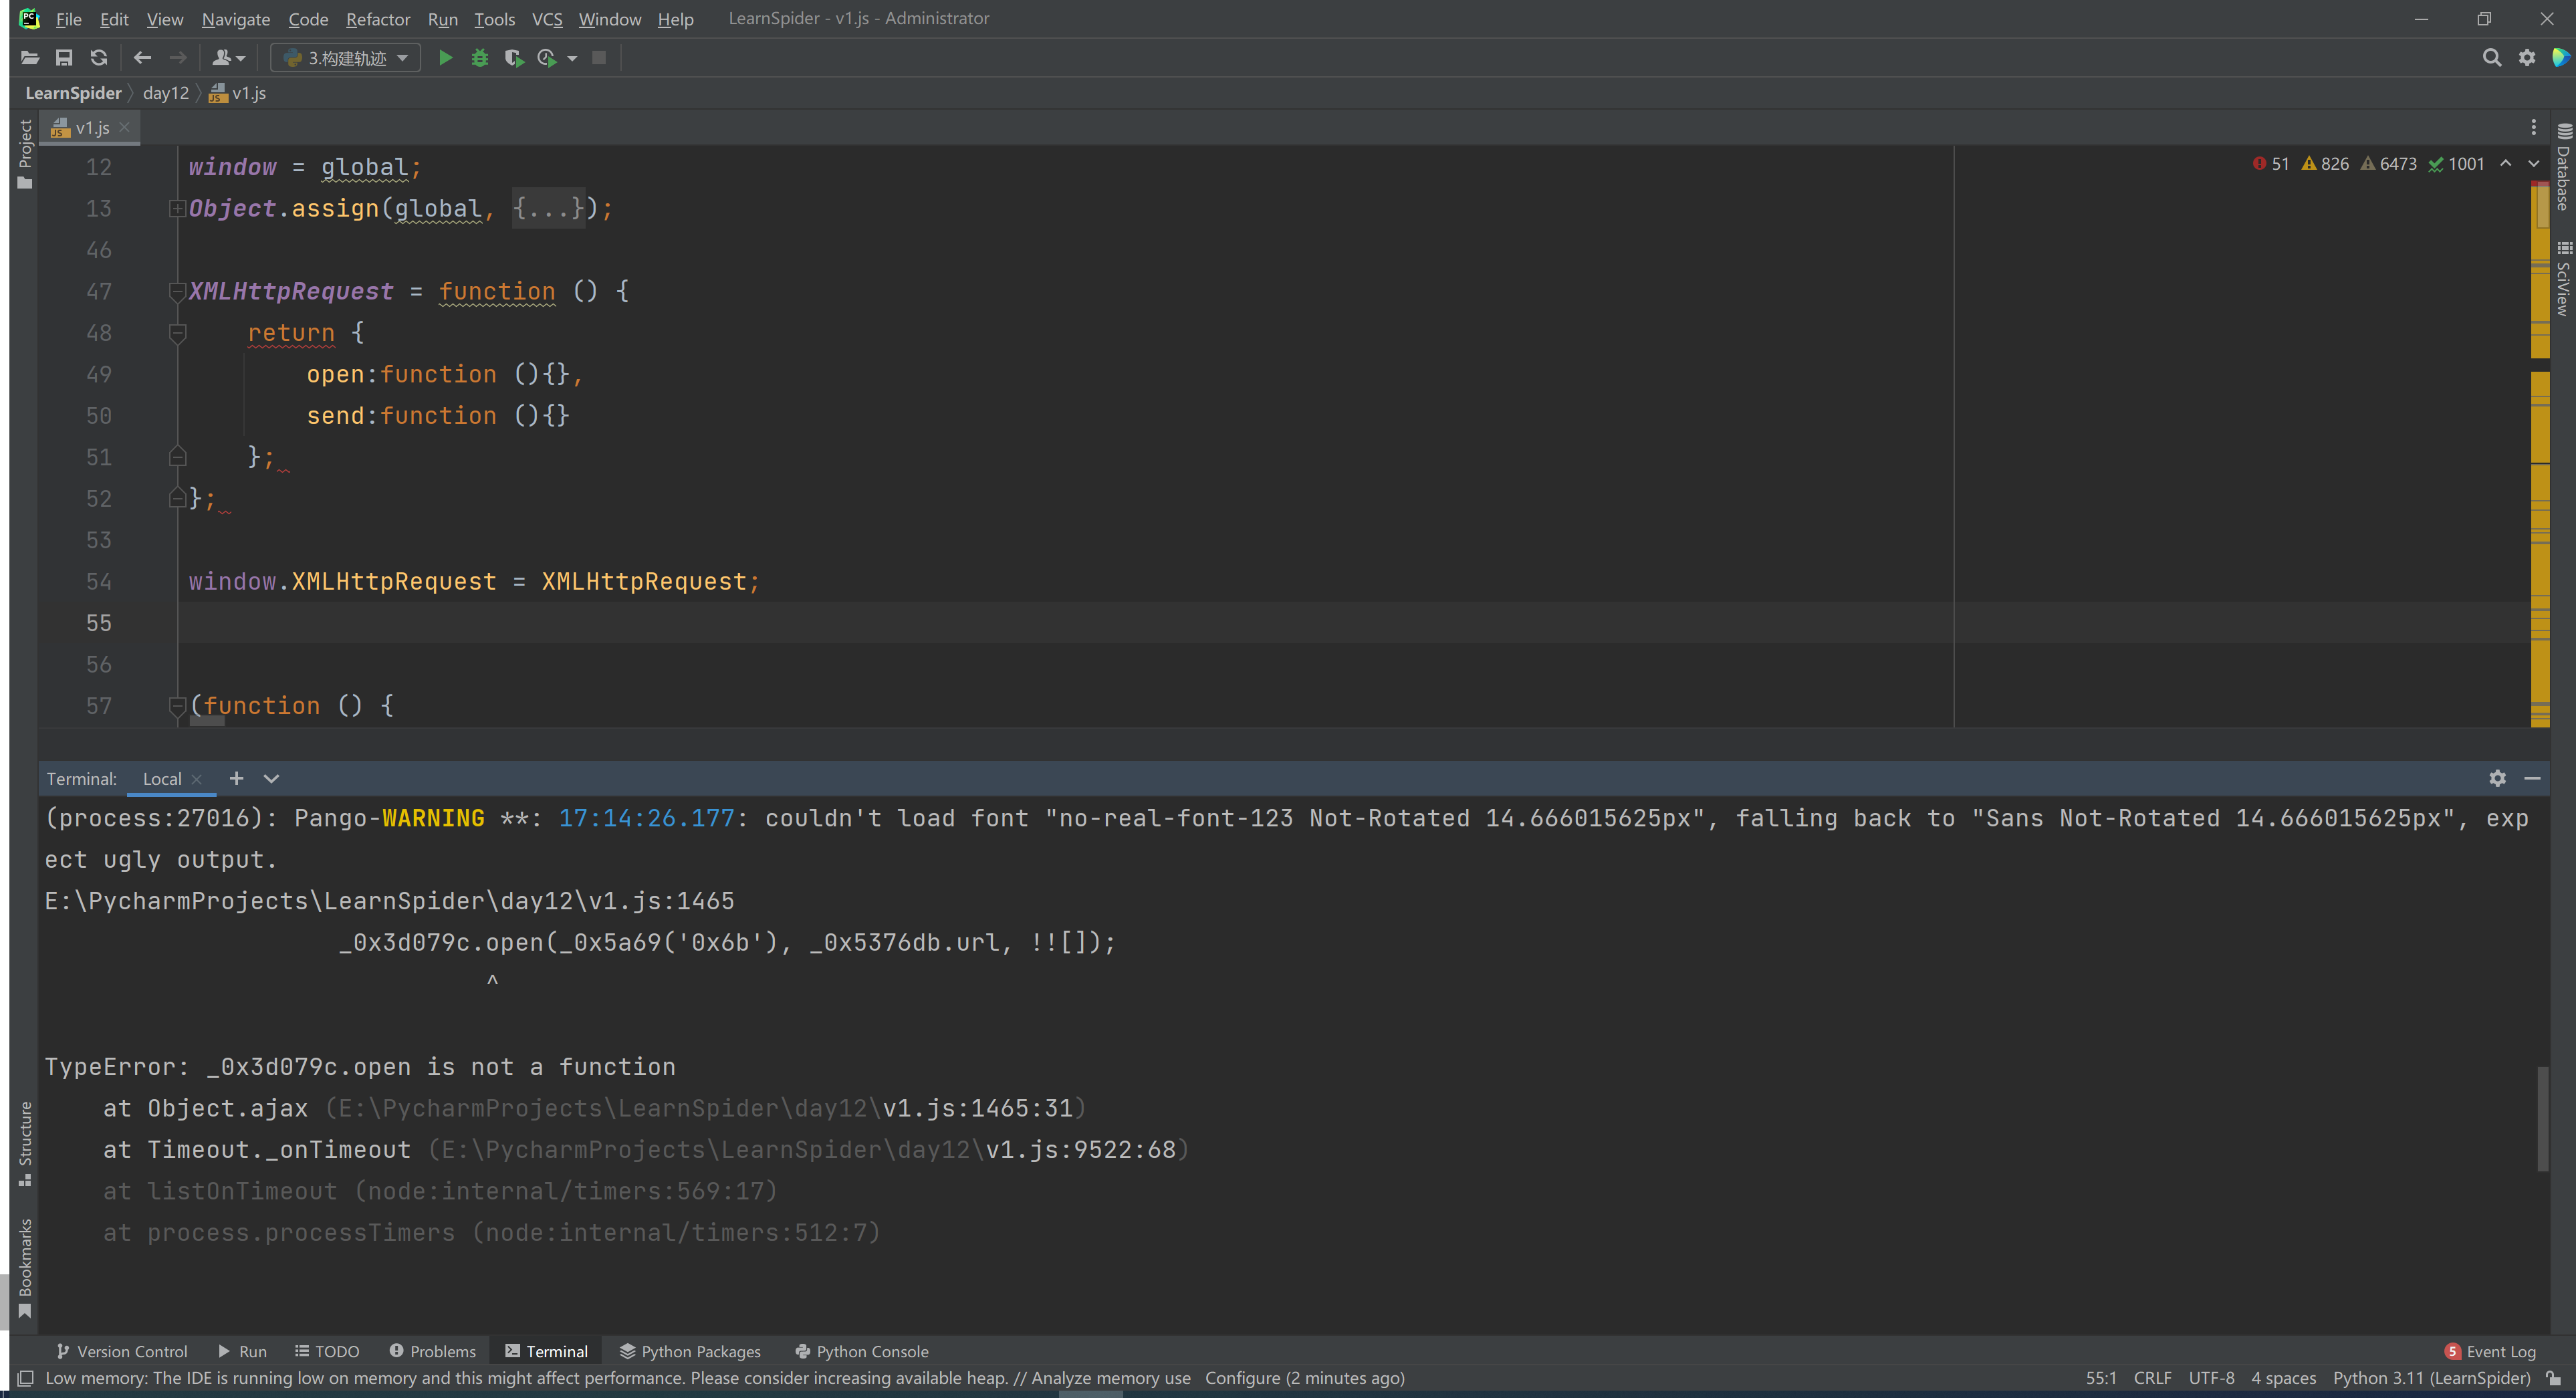 File Edit View Navigate Code Refactor Run Tools VCS Window Help LearnSpider - v1.js - Administrator
3.构建轨迹
LearnSpider day12 v1.js
Project
v1.js
Database
SciView
51 826 6473 1001
12 window = global;
13 Object.assign(global, {...});
46
47 XMLHttpRequest = function () {
48 return {
49 open:function (){},
50 send:function (){}
51 };
52 };
53
54 window.XMLHttpRequest = XMLHttpRequest;
55
56
57 (function () {
Terminal: Local
(process:27016): Pango-WARNING **: 17:14:26.177: couldn't load font "no-real-font-123 Not-Rotated 14.666015625px", falling back to "Sans Not-Rotated 14.666015625px", exp
ect ugly output.
E:\PycharmProjects\LearnSpider\day12\v1.js:1465
_0x3d079c.open(_0x5a69('0x6b'), _0x5376db.url, !![]);
^
TypeError: _0x3d079c.open is not a function
at Object.ajax (E:\PycharmProjects\LearnSpider\day12\v1.js:1465:31)
at Timeout._onTimeout (E:\PycharmProjects\LearnSpider\day12\v1.js:9522:68)
at listOnTimeout (node:internal/timers:569:17)
at process.processTimers (node:internal/timers:512:7)
Structure
Bookmarks
Version Control Run TODO Problems Terminal Python Packages Python Console 5 Event Log
Low memory: The IDE is running low on memory and this might affect performance. Please consider increasing available heap. // Analyze memory use Configure (2 minutes ago) 55:1 CRLF UTF-8 4 spaces Python 3.11 (LearnSpider)